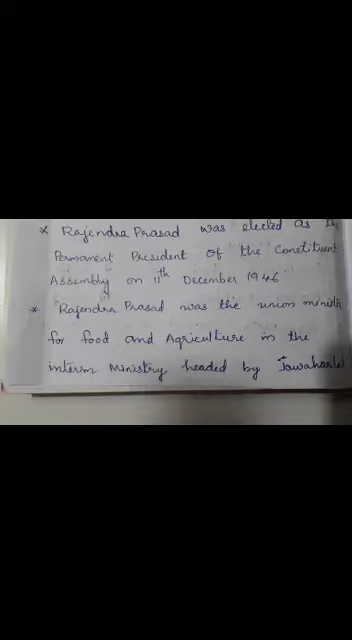 * Rajendra Prasad was elected as the
Permanent President of the Constituent
Assembly on 11th December 1946
* Rajendra Prasad was the union minister
for food and Agriculture in the
interim Ministry headed by Jawaharlal